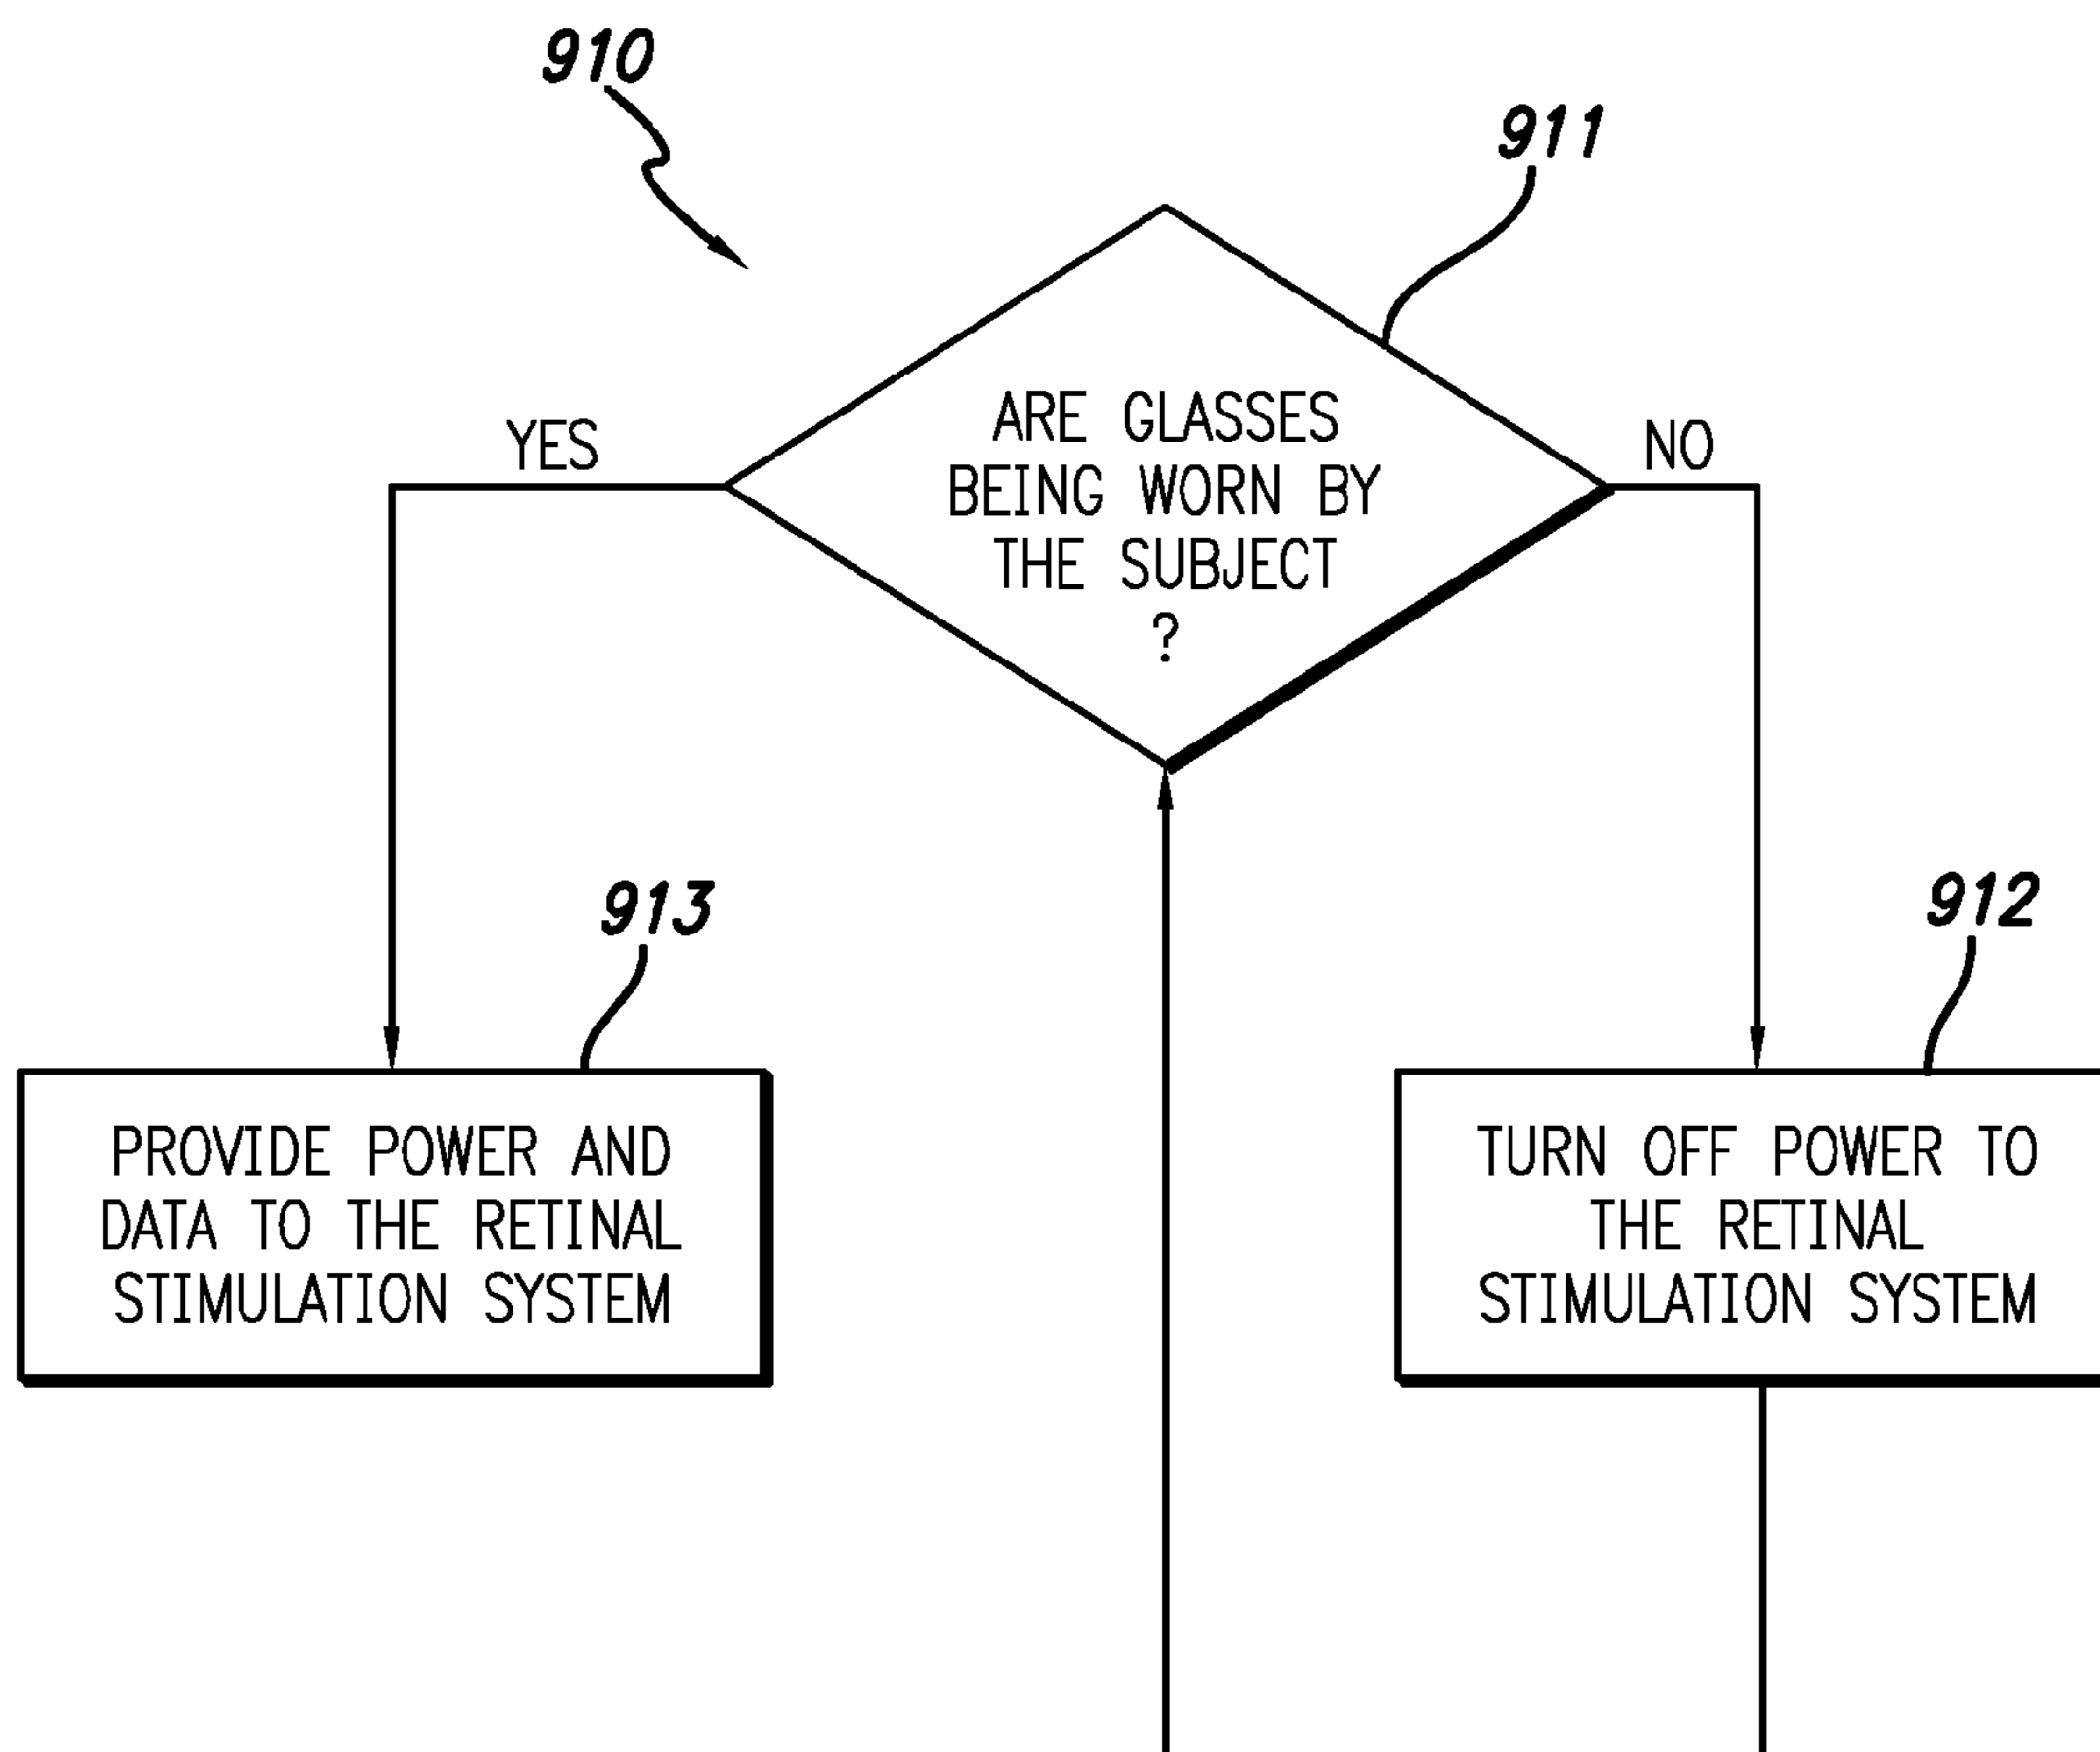 910
911
ARE GLASSES
BEING WORN BY
THE SUBJECT
?
YES
NO
913
912
PROVIDE POWER AND
DATA TO THE RETINAL
STIMULATION SYSTEM
TURN OFF POWER TO
THE RETINAL
STIMULATION SYSTEM